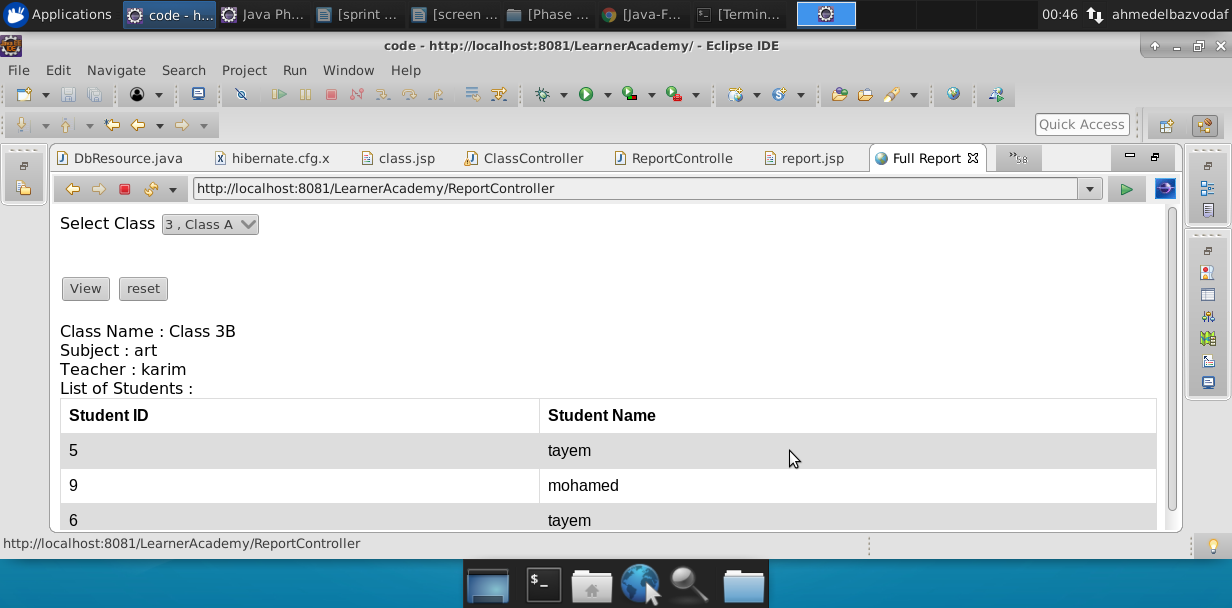 Applications code - h... Java Ph... [sprint ... [screen ... [Phase ... [Java-F... [Termin... 00:46 ahmedelbazvodaf
code - http://localhost:8081/LearnerAcademy/ - Eclipse IDE
File Edit Navigate Search Project Run Window Help
Quick Access
DbResource.java hibernate.cfg.x class.jsp ClassController ReportControlle report.jsp Full Report »58
http://localhost:8081/LearnerAcademy/ReportController
Select Class 3 , Class A
View reset
Class Name : Class 3B
Subject : art
Teacher : karim
List of Students :
Student ID Student Name
5 tayem
9 mohamed
6 tayem
http://localhost:8081/LearnerAcademy/ReportController
$_